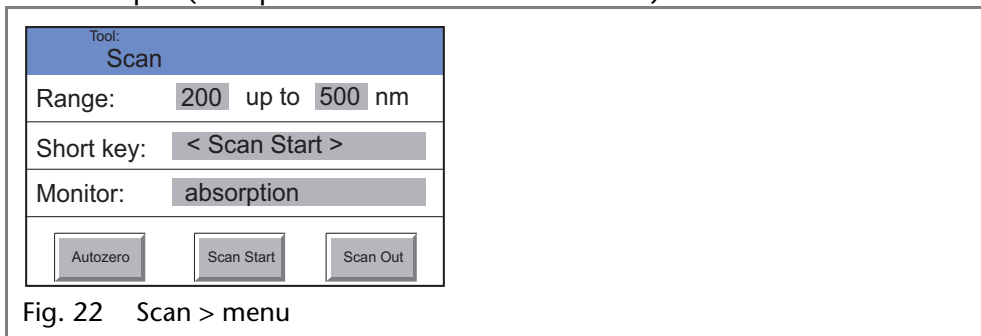 Tool:
Scan
Range: 200 up to 500 nm
Short key: < Scan Start >
Monitor: absorption
Autozero Scan Start Scan Out
Fig. 22 Scan > menu